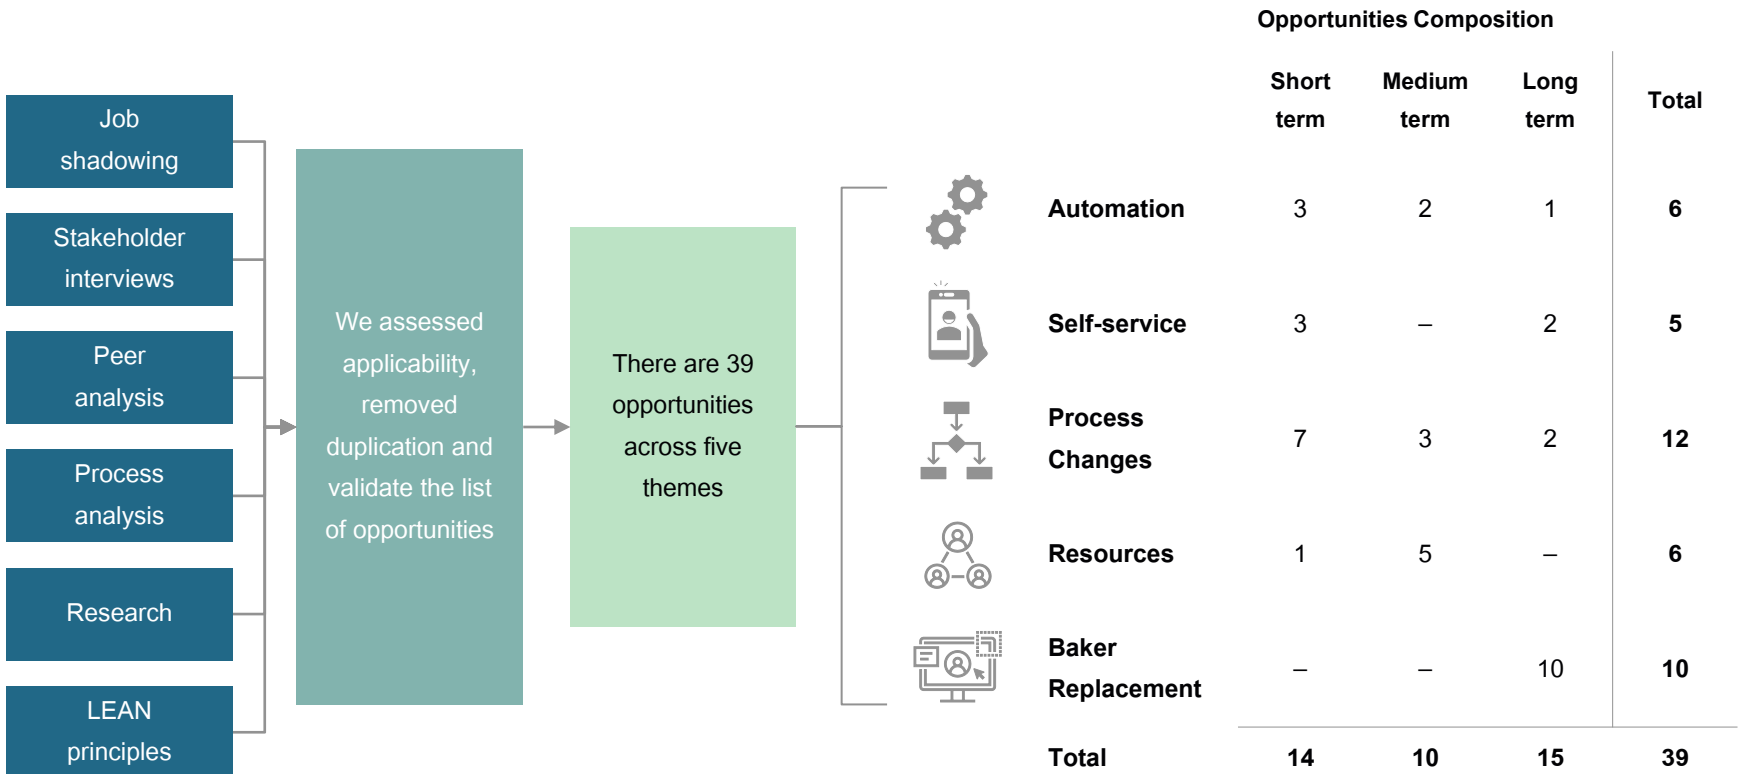 Opportunities Composition
Short
term
Medium
term
Long
term
Total
Job
shadowing
Stakeholder
interviews
Peer
analysis
Process
analysis
Research
LEAN
principles
We assessed
applicability,
removed
duplication and
validate the list
of opportunities
There are 39
opportunities
across five
themes
Automation 3 2 1 6
Self-service 3 – 2 5
Process
Changes 7 3 2 12
Resources 1 5 – 6
Baker
Replacement – – 10 10
Total 14 10 15 39